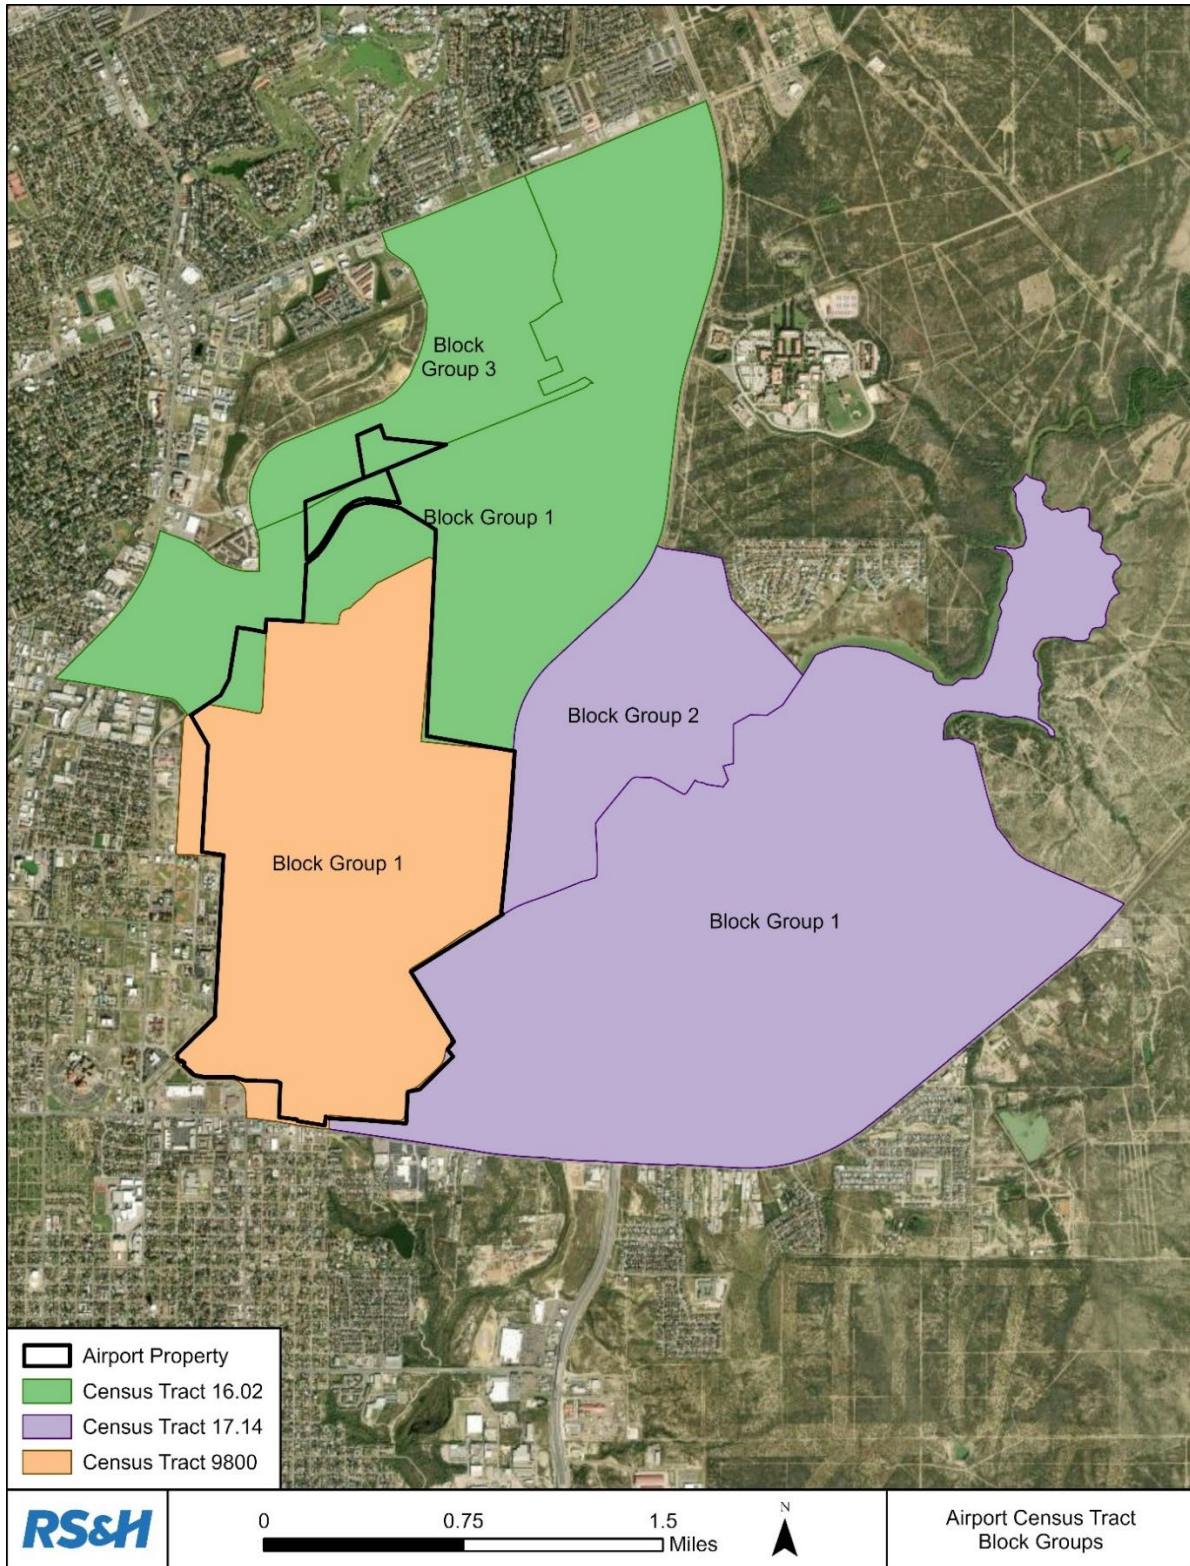 Block
Group 3
Block Group 1
Block Group 2
Block Group 1
Block Group 1
Airport Property
Census Tract 16.02
Census Tract 17.14
Census Tract 9800
RS&H
0 0.75 1.5
Miles
N
Airport Census Tract
Block Groups